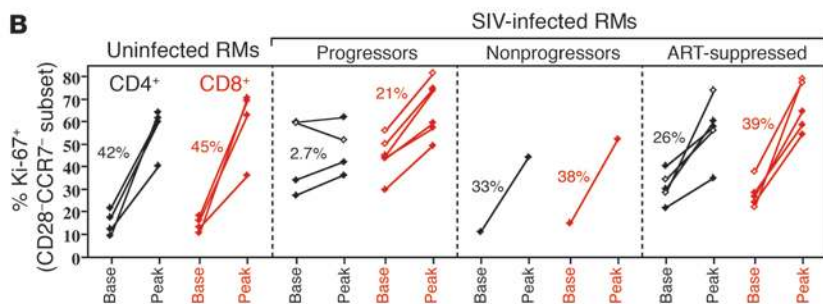 B
SIV-infected RMs
Uninfected RMs
Progressors
Nonprogressors
ART-suppressed
% Ki-67+
(CD28–CCR7– subset)
80
70
60
50
40
30
20
10
0
CD4+
CD8+
42%
45%
2.7%
21%
33%
38%
26%
39%
Base
Peak
Base
Peak
Base
Peak
Base
Peak
Base
Peak
Base
Peak
Base
Peak
Base
Peak